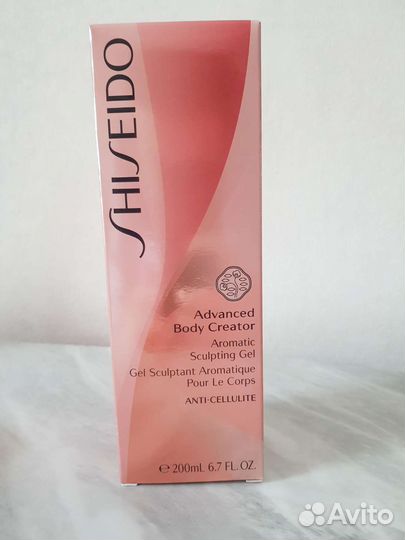 SHISEIDO
Advanced
Body Creator
Aromatic
Sculpting Gel
Gel Sculptant Aromatique
Pour Le Corps
ANTI-CELLULITE
℮ 200mL 6.7 FL.OZ.
Avito